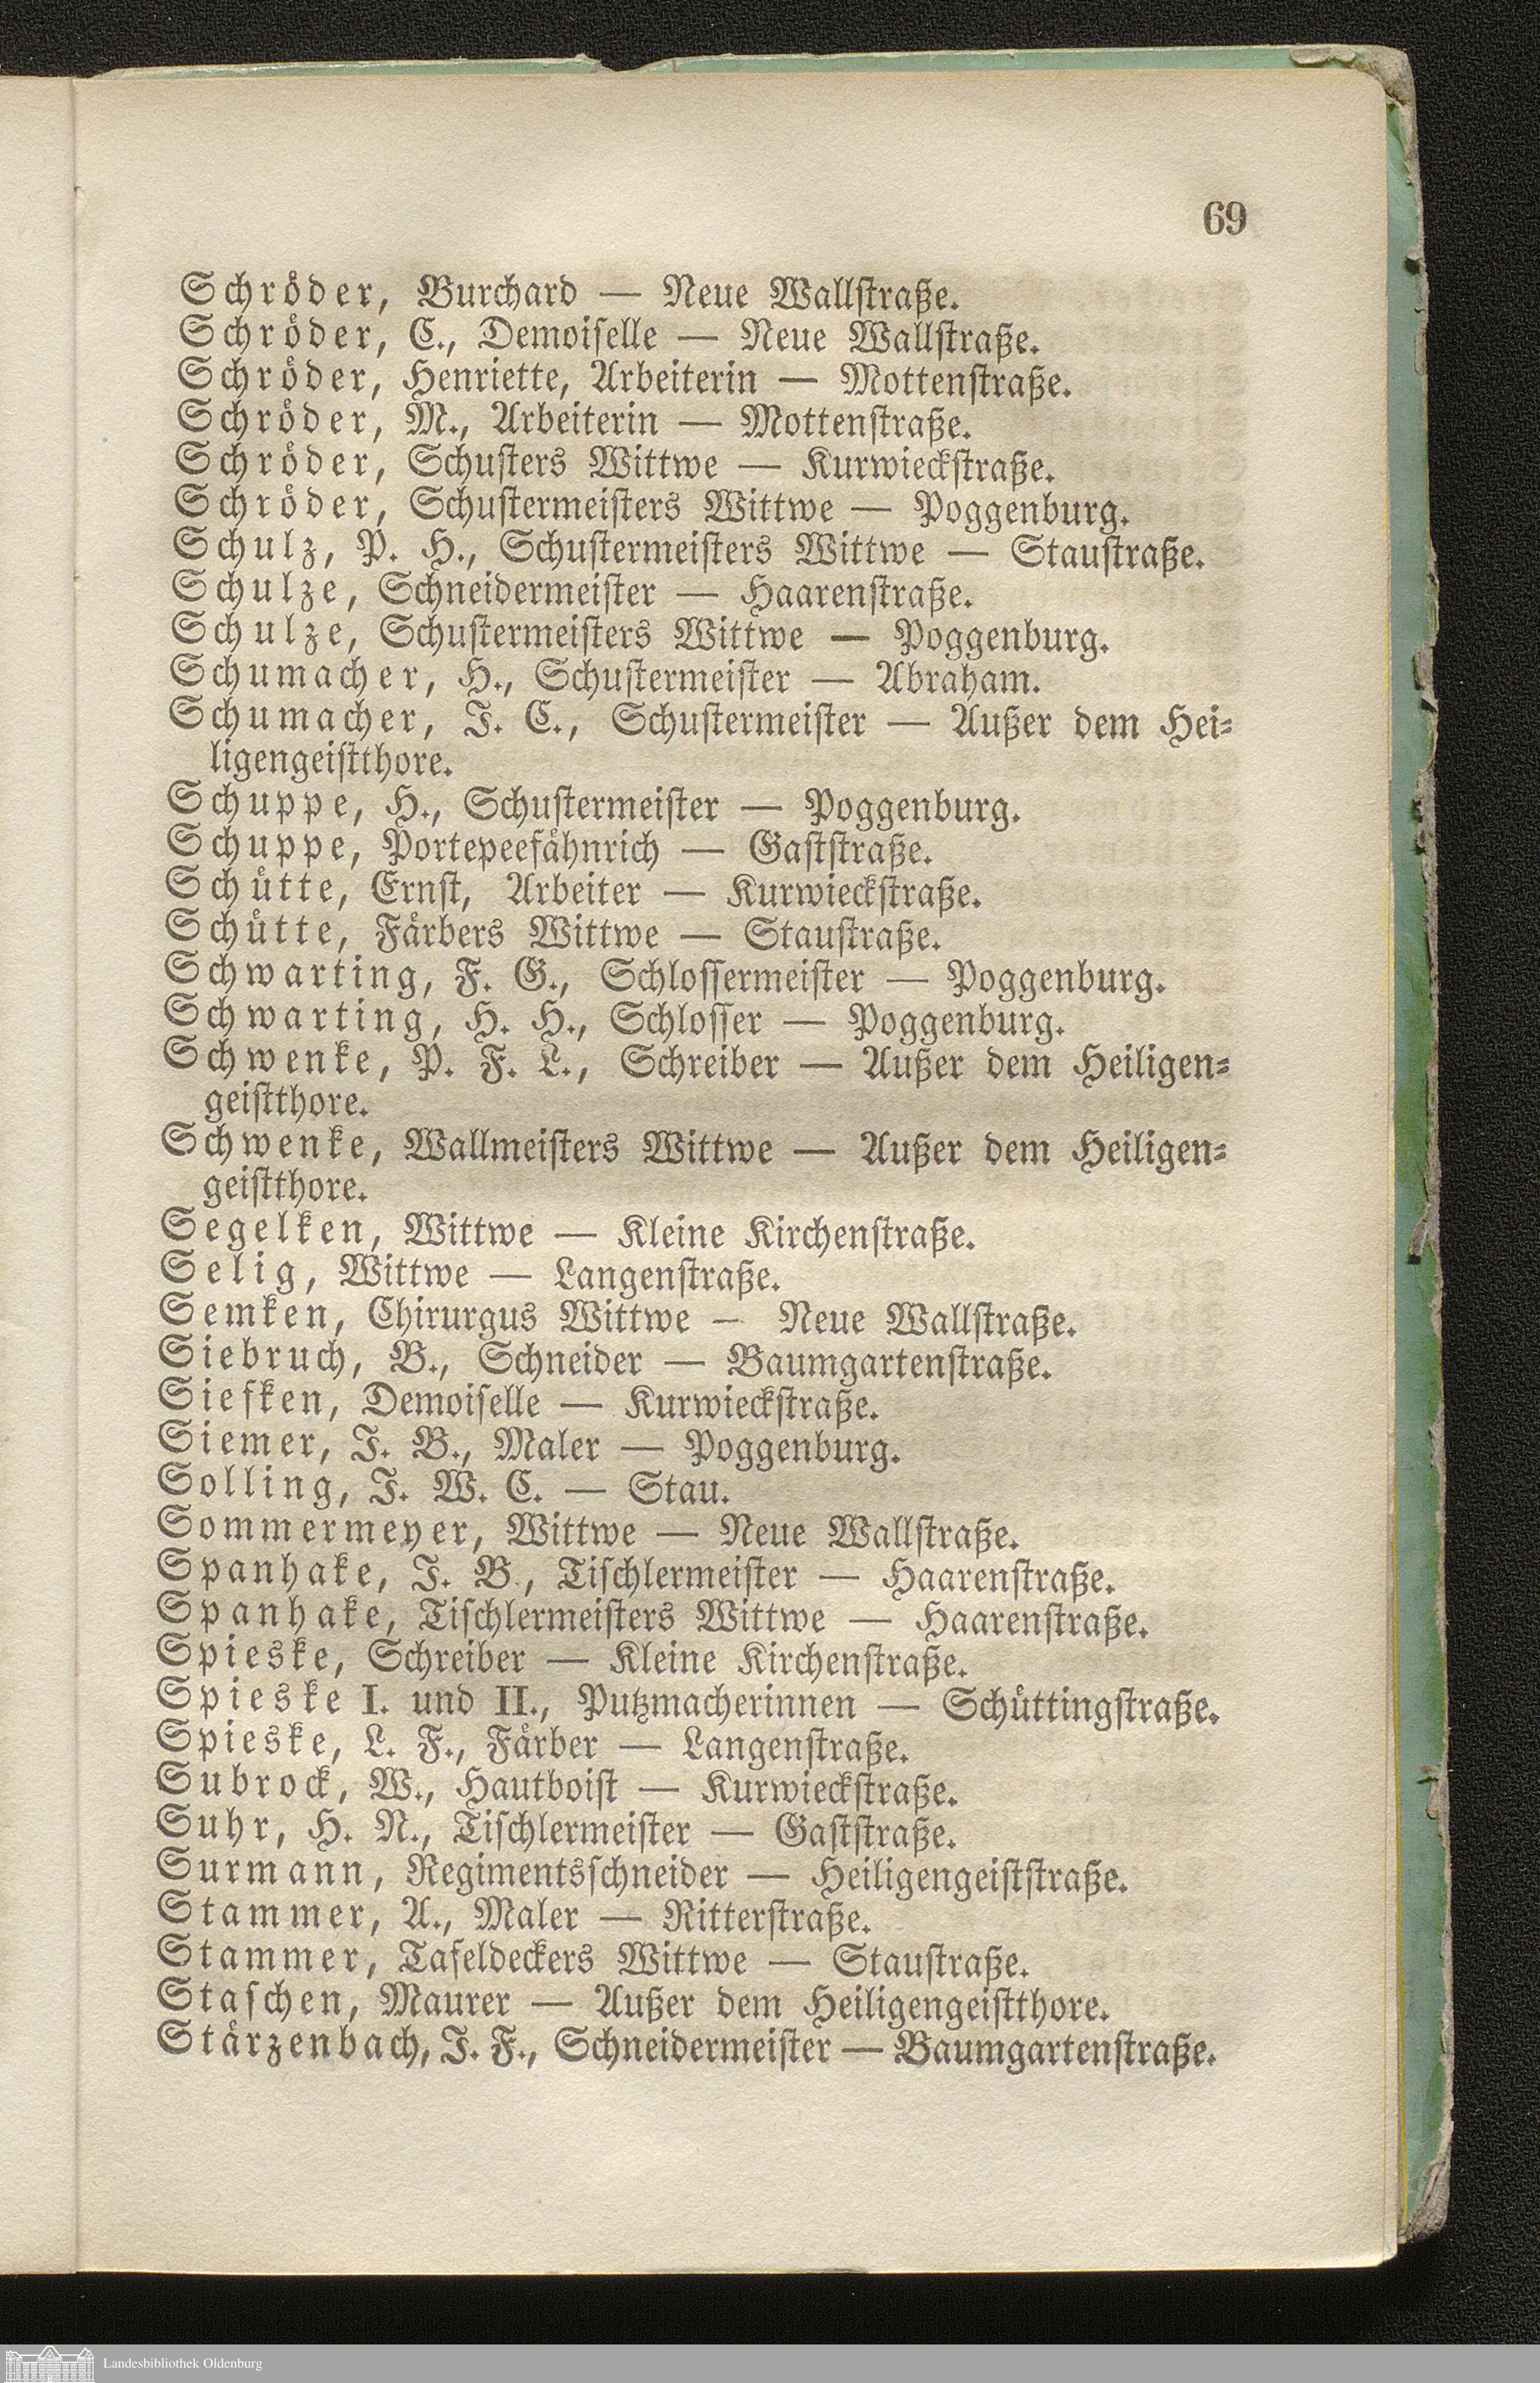 69
Schröder, Burchard — Neue Wallstraße.
Schröder, C., Demoiselle — Neue Wallstraße.
Schröder, Henriette, Arbeiterin — Mottenstraße.
Schröder, M., Arbeiterin — Mottenstraße.
Schröder, Schusters Wittwe — Kurwieckstraße.
Schröder, Schustermeisters Wittwe — Poggenburg.
Schulz, P. H., Schustermeisters Wittwe — Staustraße.
Schulze, Schneidermeister — Haarenstraße.
Schulze, Schustermeisters Wittwe — Poggenburg.
Schumacher, H., Schustermeister — Abraham.
Schumacher, J. C., Schustermeister — Außer dem Hei-
ligengeistthore.
Schuppe, H., Schustermeister — Poggenburg.
Schuppe, Portepeefähnrich — Gaststraße.
Schütte, Ernst, Arbeiter — Kurwieckstraße.
Schütte, Färbers Wittwe — Staustraße.
Schwarting, F. G., Schlossermeister — Poggenburg.
Schwarting, H. H., Schlosser — Poggenburg.
Schwenke, P. F. L., Schreiber — Außer dem Heiligen-
geistthore.
Schwenke, Wallmeisters Wittwe — Außer dem Heiligen-
geistthore.
Segelken, Wittwe — Kleine Kirchenstraße.
Selig, Wittwe — Langenstraße.
Semken, Chirurgus Wittwe — Neue Wallstraße.
Siebruch, B., Schneider — Baumgartenstraße.
Siefken, Demoiselle — Kurwieckstraße.
Siemer, J. B., Maler — Poggenburg.
Solling, J. W. C. — Stau.
Sommermeyer, Wittwe — Neue Wallstraße.
Spanhake, J. B., Tischlermeister — Haarenstraße.
Spanhake, Tischlermeisters Wittwe — Haarenstraße.
Spieske, Schreiber — Kleine Kirchenstraße.
Spieske I. und II., Putzmacherinnen — Schüttingstraße.
Spieske, L. F., Färber — Langenstraße.
Subrock, W., Hautboist — Kurwieckstraße.
Suhr, H. N., Tischlermeister — Gaststraße.
Surmann, Regimentsschneider — Heiligengeiststraße.
Stammer, A., Maler — Ritterstraße.
Stammer, Tafeldeckers Wittwe — Staustraße.
Staschen, Maurer — Außer dem Heiligengeistthore.
Stärzenbach, J. F., Schneidermeister — Baumgartenstraße.
Landesbibliothek Oldenburg